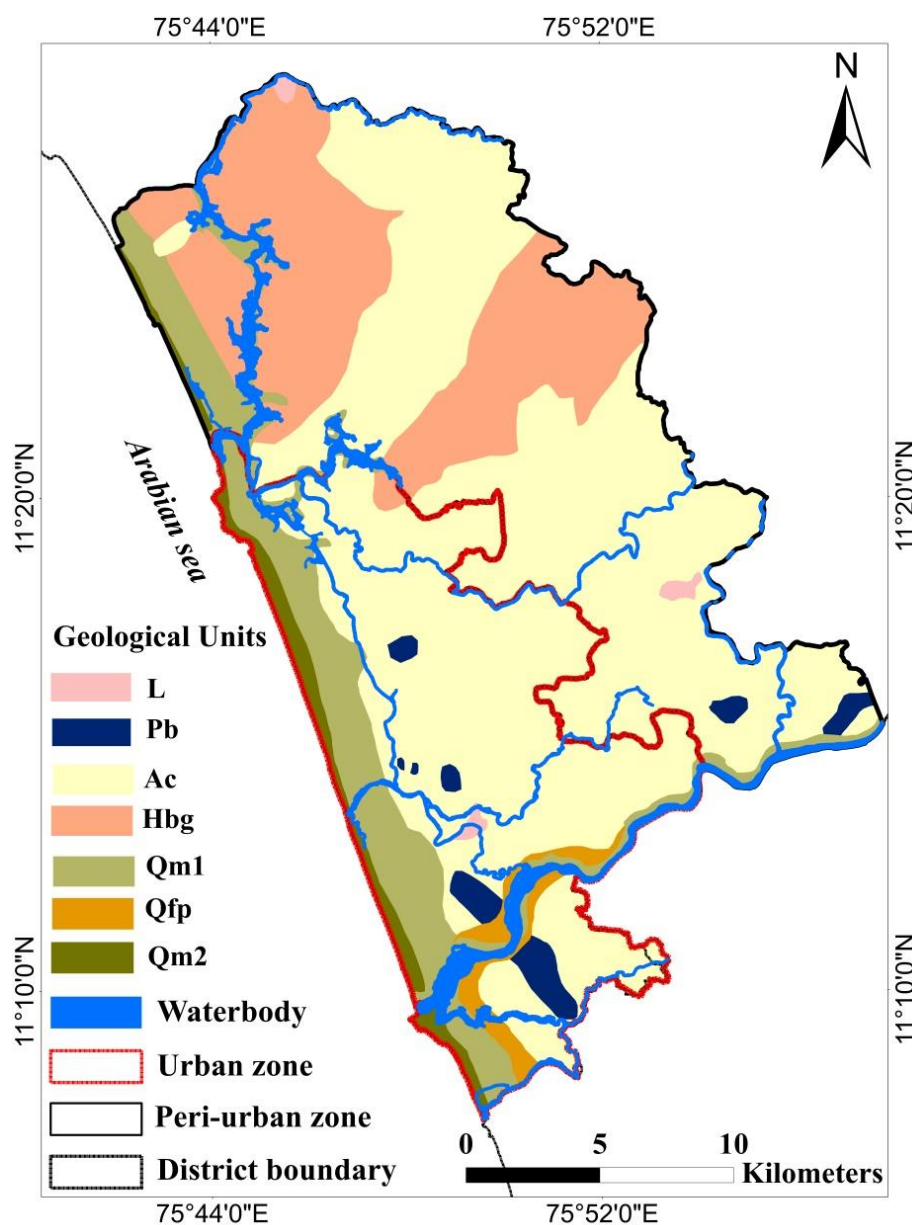 75°44'0"E 75°52'0"E
N
11°20'0"N 11°20'0"N
Arabian sea
Geological Units
L
Pb
Ac
Hbg
Qm1
Qfp
Qm2
Waterbody
Urban zone
Peri-urban zone
District boundary
11°10'0"N 11°10'0"N
0 5 10
Kilometers
75°44'0"E 75°52'0"E